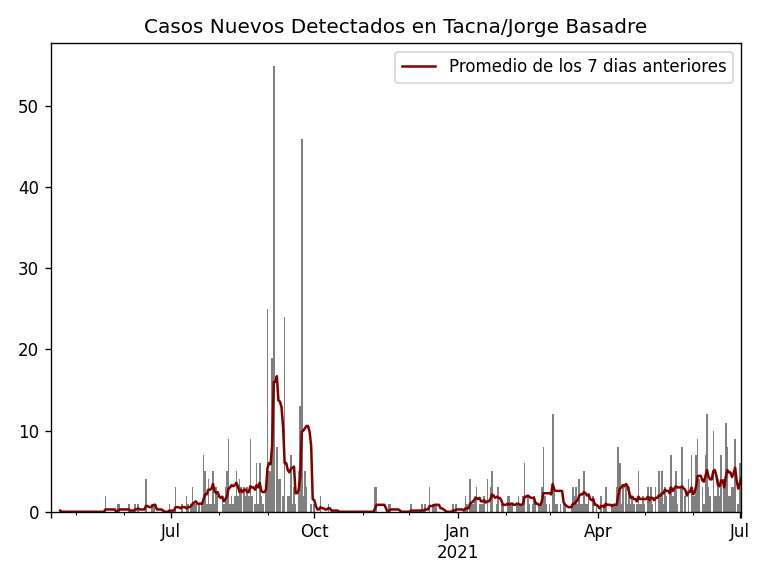 Casos Nuevos Detectados en Tacna/Jorge Basadre
Promedio de los 7 dias anteriores
50
40
30
20
10
0
Jul
Oct
Jan
2021
Apr
Jul